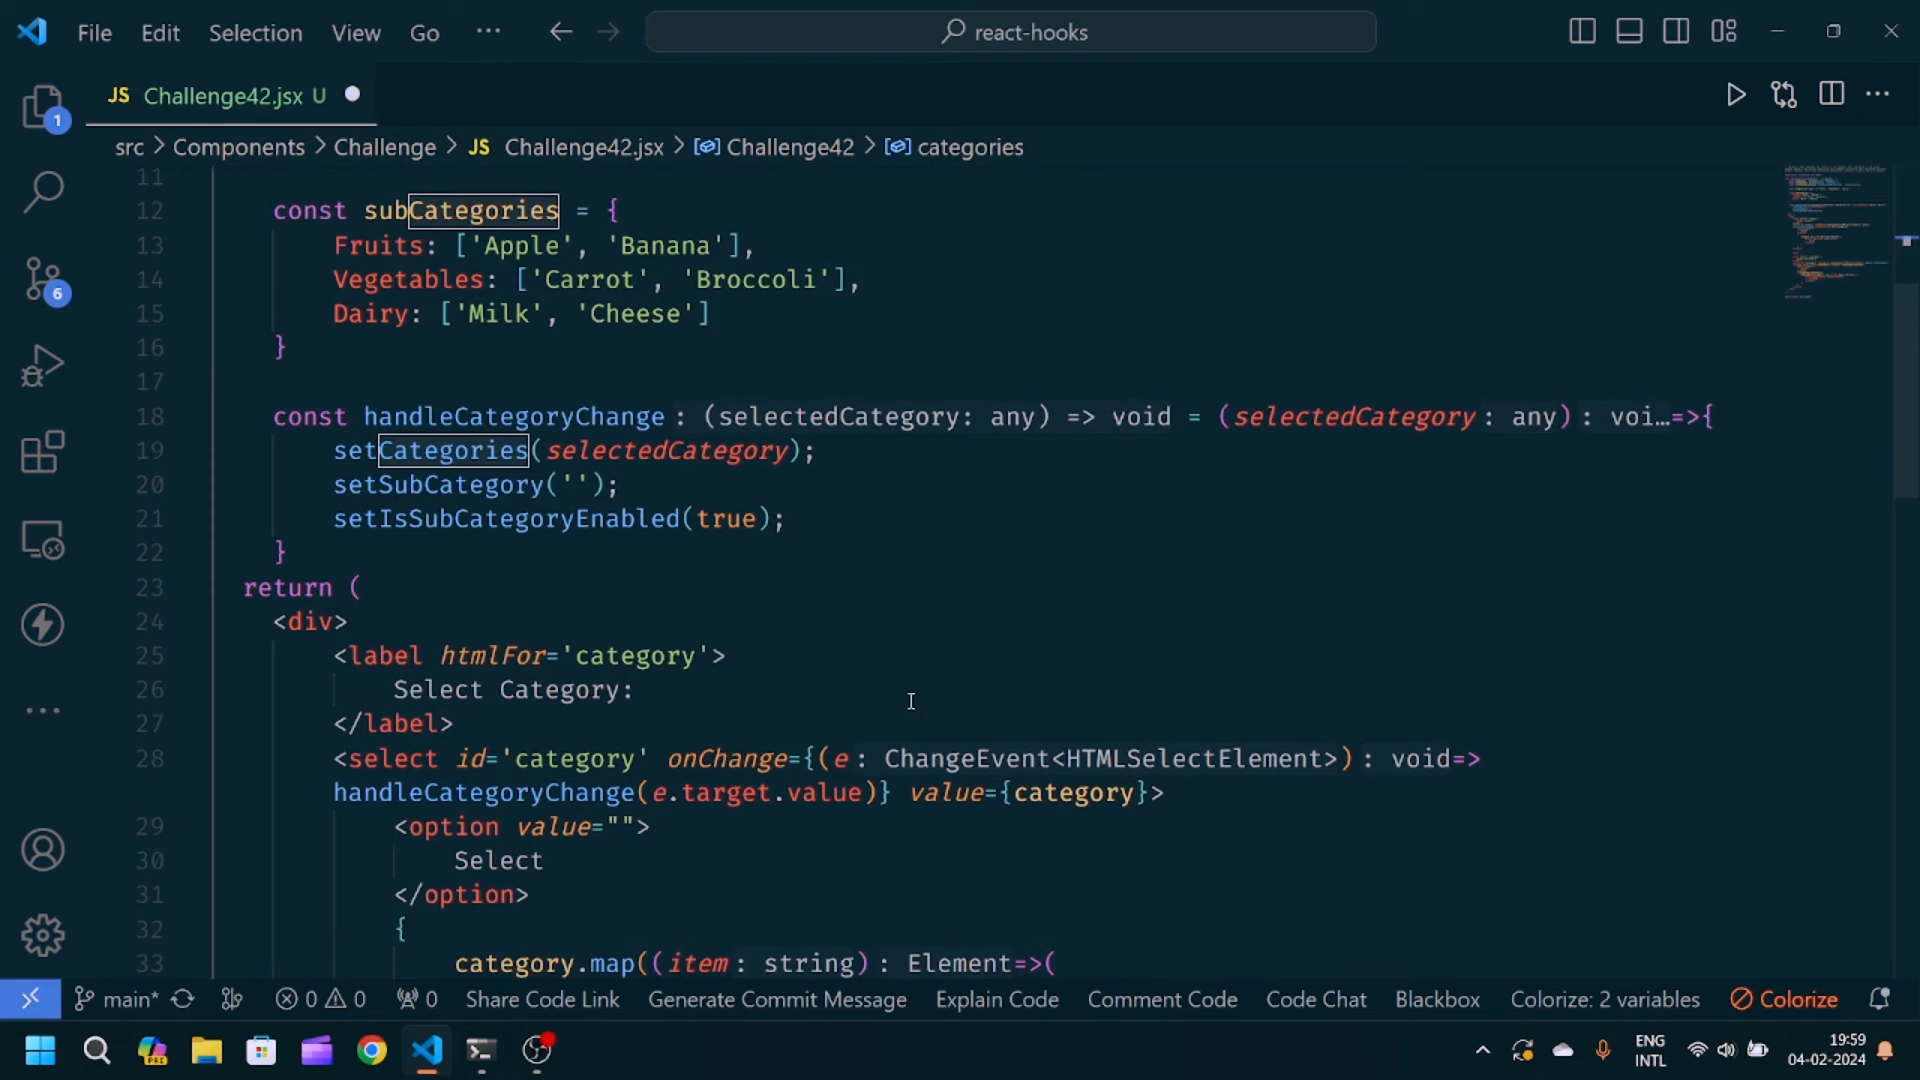 File Edit Selection View Go ··· react-hooks
JS Challenge42.jsx U
src > Components > Challenge > JS Challenge42.jsx > Challenge42 > categories
11
12 const subCategories = {
13 Fruits: ['Apple', 'Banana'],
14 Vegetables: ['Carrot', 'Broccoli'],
15 Dairy: ['Milk', 'Cheese']
16 }
17
18 const handleCategoryChange : (selectedCategory: any) => void = (selectedCategory : any) : voi…=>{
19 setCategories(selectedCategory);
20 setSubCategory('');
21 setIsSubCategoryEnabled(true);
22 }
23 return (
24 <div>
25 <label htmlFor='category'>
26 Select Category:
27 </label>
28 <select id='category' onChange={(e : ChangeEvent<HTMLSelectElement>) : void=>
handleCategoryChange(e.target.value)} value={category}>
29 <option value="">
30 Select
31 </option>
32 {
33 category.map((item : string) : Element=>(
1
6
main* 0 0 0 Share Code Link Generate Commit Message Explain Code Comment Code Code Chat Blackbox Colorize: 2 variables Colorize
PRE
ENG 19:59
INTL 04-02-2024